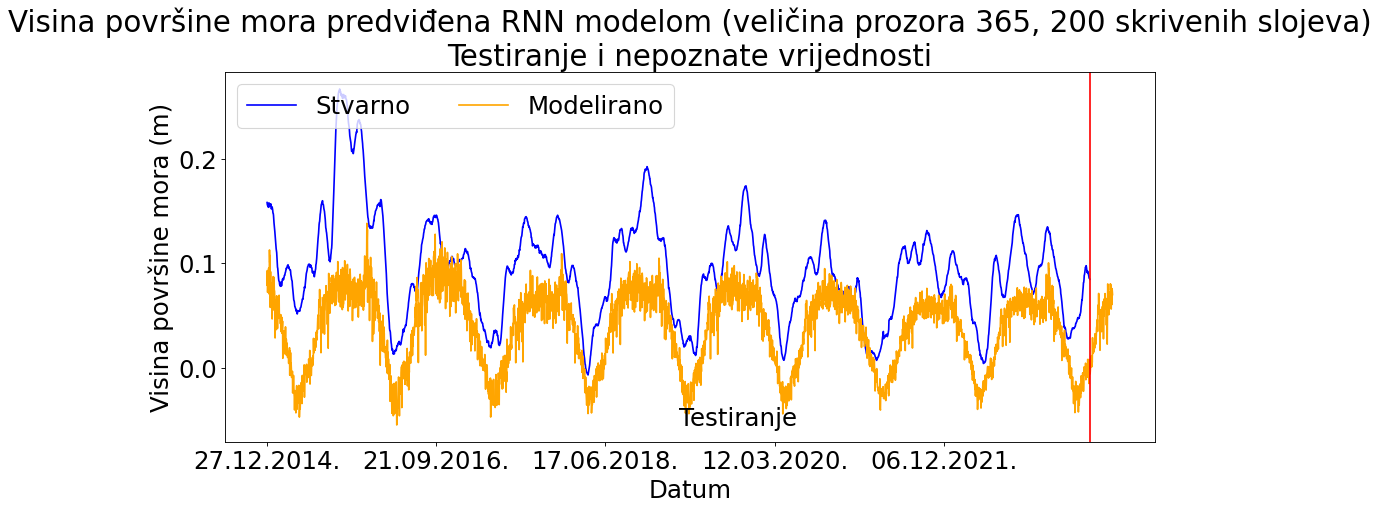 Visina površine mora predviđena RNN modelom (veličina prozora 365, 200 skrivenih slojeva)
Testiranje i nepoznate vrijednosti
Stvarno
Modelirano
Visina površine mora (m)
0.2
0.1
0.0
Testiranje
27.12.2014.
21.09.2016.
17.06.2018.
12.03.2020.
06.12.2021.
Datum